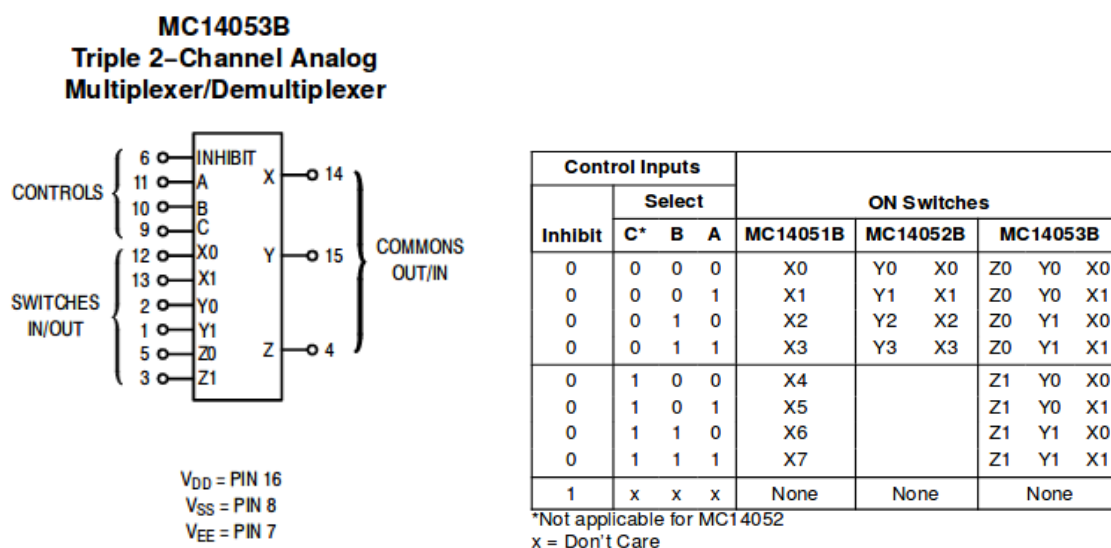 MC14053B
Triple 2–Channel Analog
Multiplexer/Demultiplexer
CONTROLS
6 INHIBIT
11 A
10 B
9 C
SWITCHES
IN/OUT
12 X0
13 X1
2 Y0
1 Y1
5 Z0
3 Z1
X 14
Y 15
Z 4
COMMONS
OUT/IN
VDD = PIN 16
VSS = PIN 8
VEE = PIN 7
Control Inputs
Select
ON Switches
Inhibit C* B A MC14051B MC14052B MC14053B
0 0 0 0 X0 Y0 X0 Z0 Y0 X0
0 0 0 1 X1 Y1 X1 Z0 Y0 X1
0 0 1 0 X2 Y2 X2 Z0 Y1 X0
0 0 1 1 X3 Y3 X3 Z0 Y1 X1
0 1 0 0 X4 Z1 Y0 X0
0 1 0 1 X5 Z1 Y0 X1
0 1 1 0 X6 Z1 Y1 X0
0 1 1 1 X7 Z1 Y1 X1
1 x x x None None None
*Not applicable for MC14052
x = Don't Care